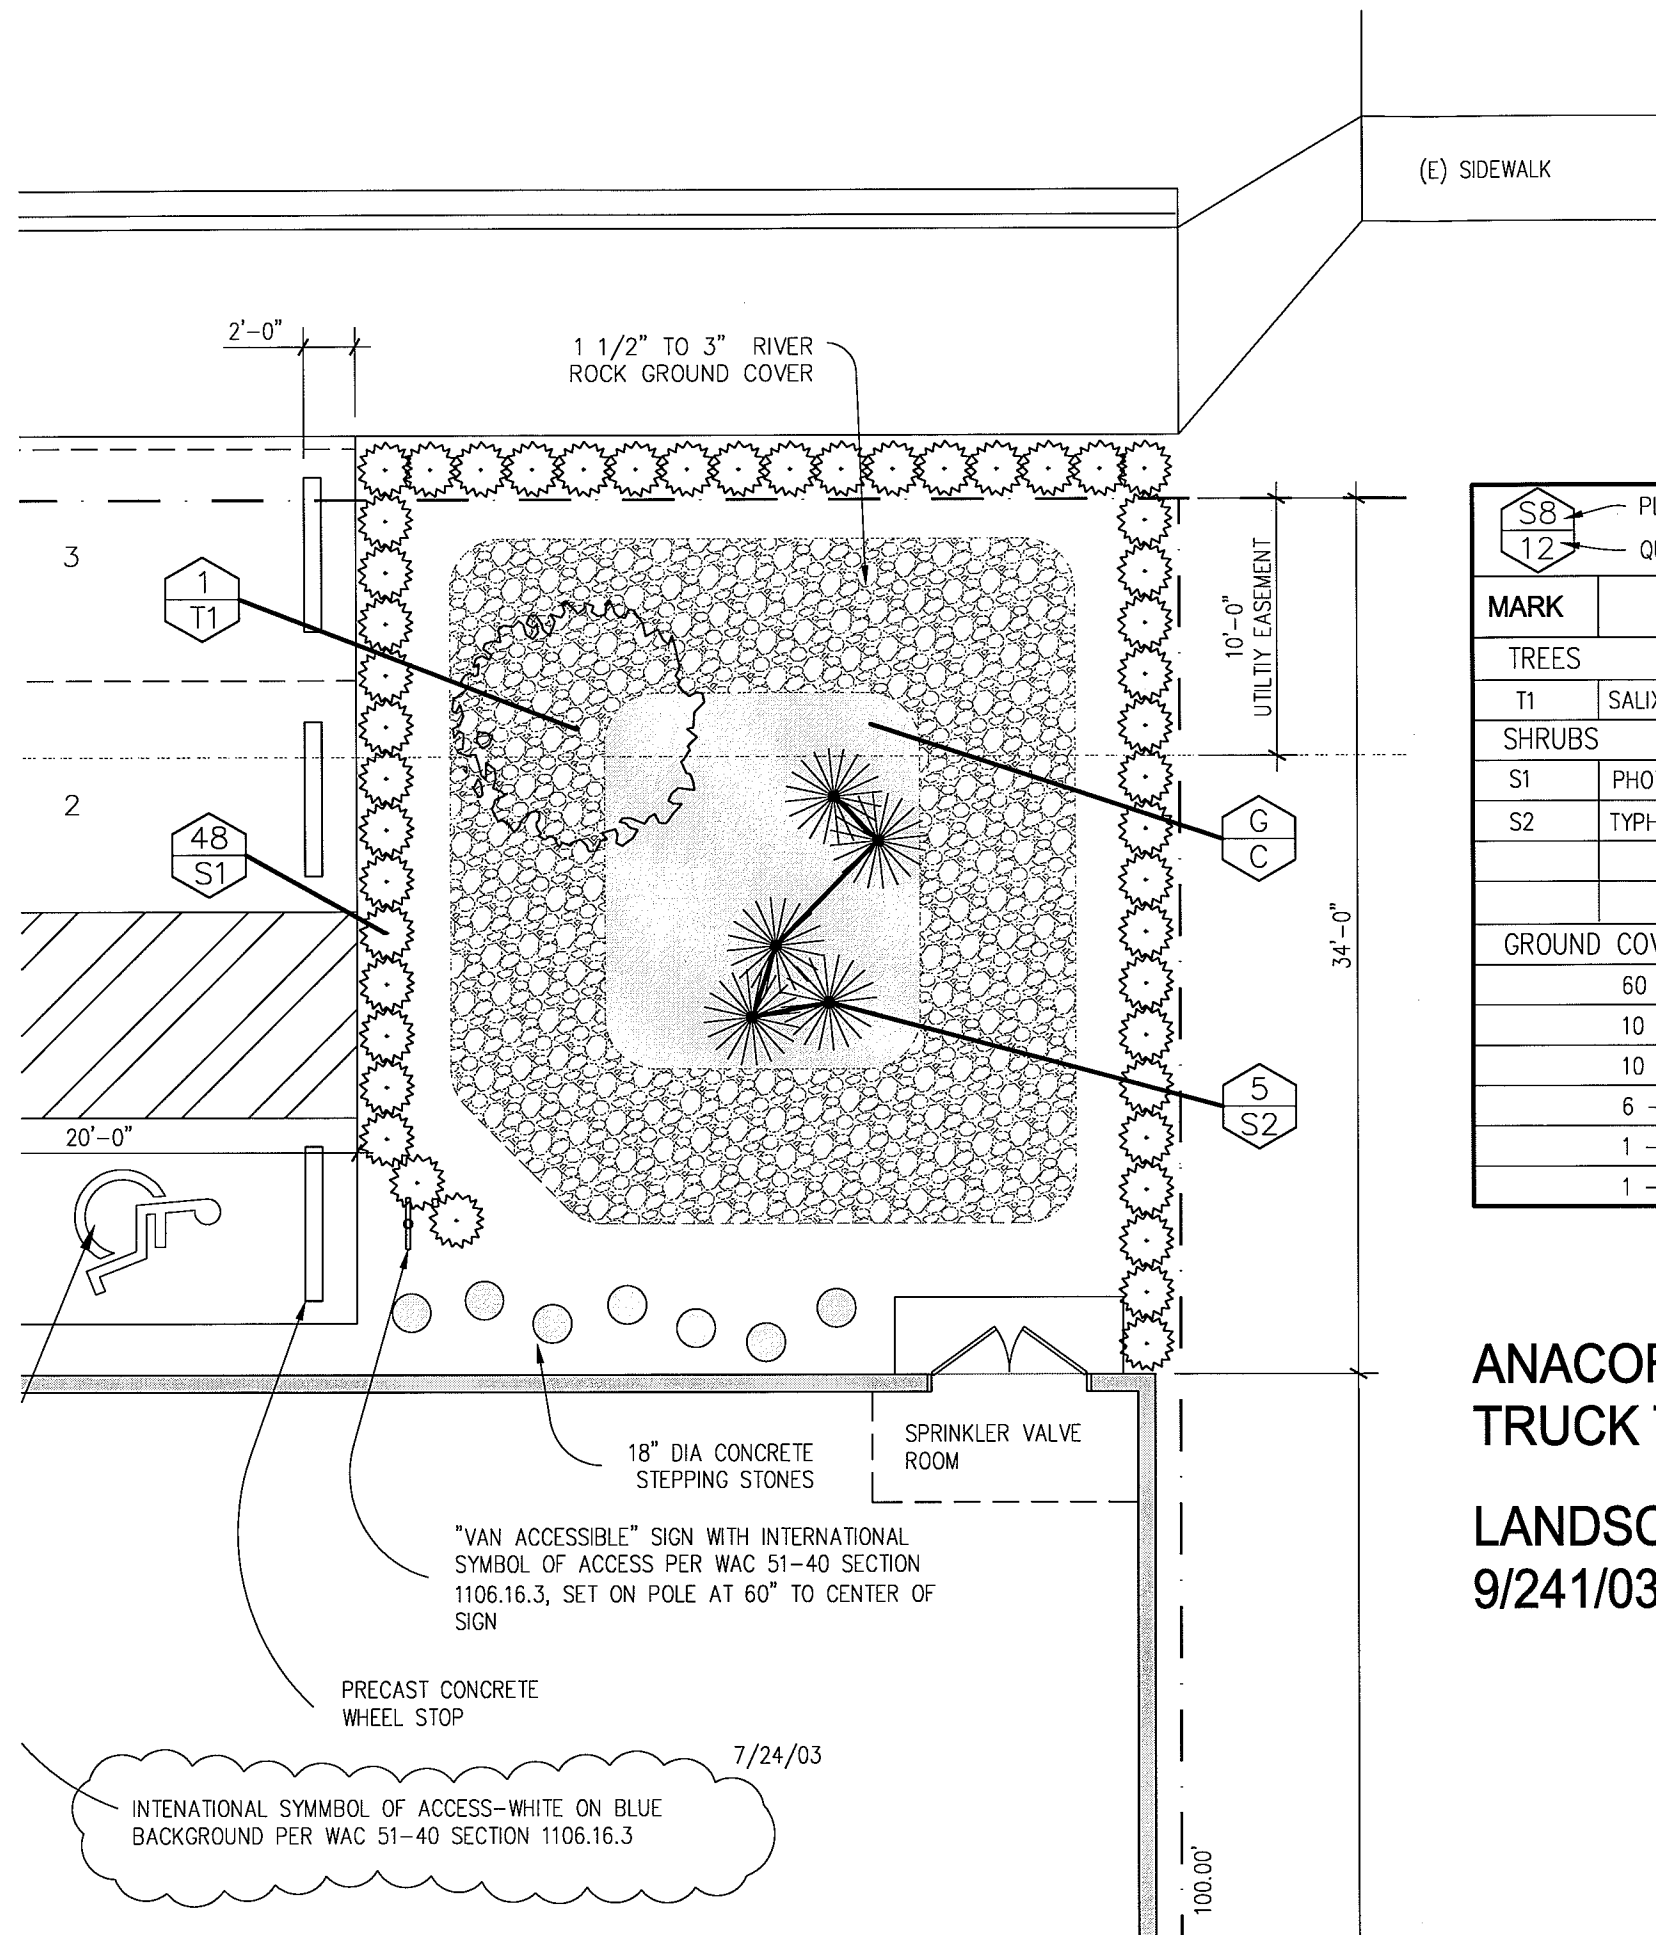 (E) SIDEWALK
2'-0"
1 1/2" TO 3" RIVER
ROCK GROUND COVER
3
1
T1
2
48
S1
10'-0"
UTILTIY EASEMENT
34'-0"
G
C
5
S2
20'-0"
S8
12
MARK
TREES
T1
SHRUBS
S1
S2
GROUND
60
10
10
6 -
1 -
1 -
TRUCK
9/241/03
18" DIA CONCRETE
STEPPING STONES
SPRINKLER VALVE
ROOM
"VAN ACCESSIBLE" SIGN WITH INTERNATIONAL
SYMBOL OF ACCESS PER WAC 51-40 SECTION
1106.16.3, SET ON POLE AT 60" TO CENTER OF
SIGN
PRECAST CONCRETE
WHEEL STOP
7/24/03
INTENATIONAL SYMMBOL OF ACCESS-WHITE ON BLUE
BACKGROUND PER WAC 51-40 SECTION 1106.16.3
100.00'